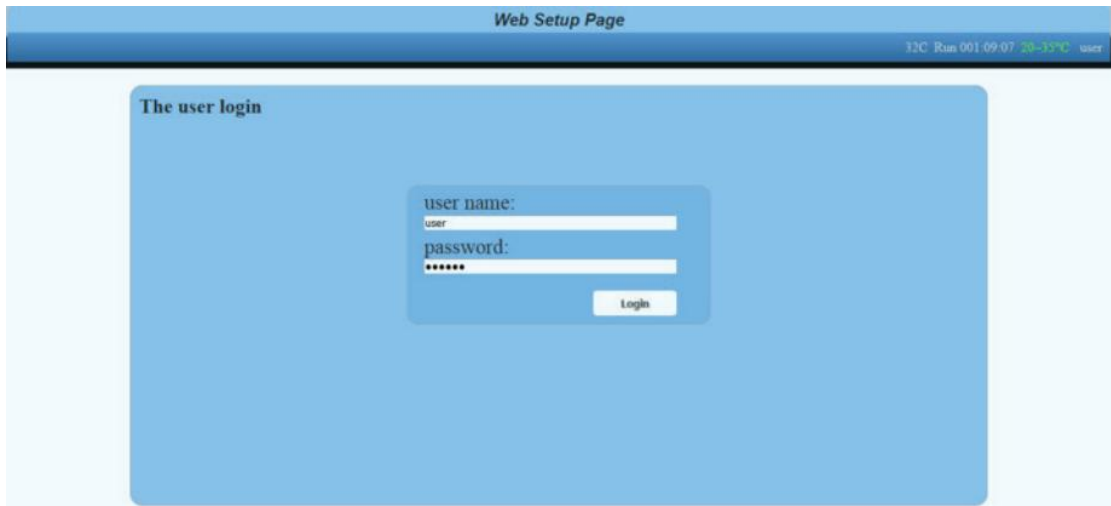 Web Setup Page
32C Run 001:09:07 20~35°C user
The user login
user name:
user
password:
●●●●●●
Login